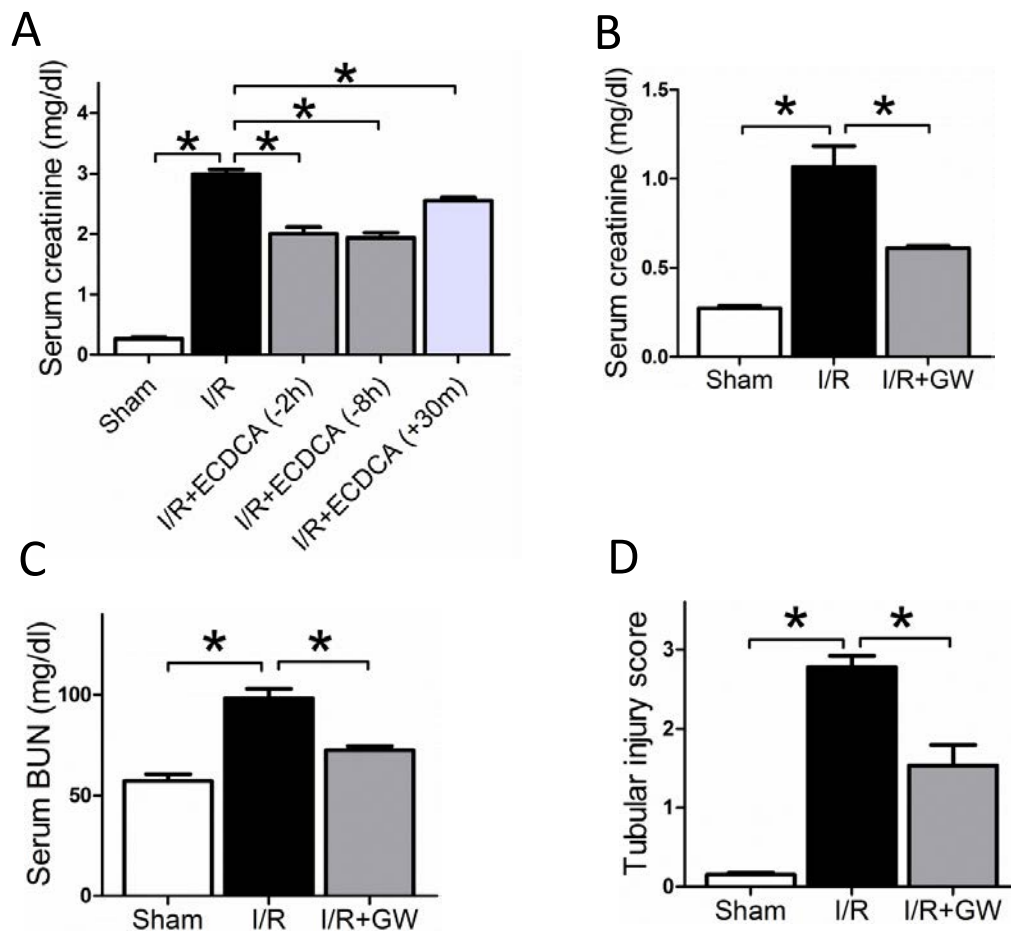 A
Serum creatinine (mg/dl)
4
3
2
1
0
* * * *
Sham
I/R
I/R+ECDCA (-2h)
I/R+ECDCA (-8h)
I/R+ECDCA (+30m)
B
Serum creatinine (mg/dl)
1.5
1.0
0.5
0.0
* *
Sham I/R I/R+GW
C
Serum BUN (mg/dl)
100
50
0
* *
Sham I/R I/R+GW
D
Tubular injury score
3
2
1
0
* *
Sham I/R I/R+GW